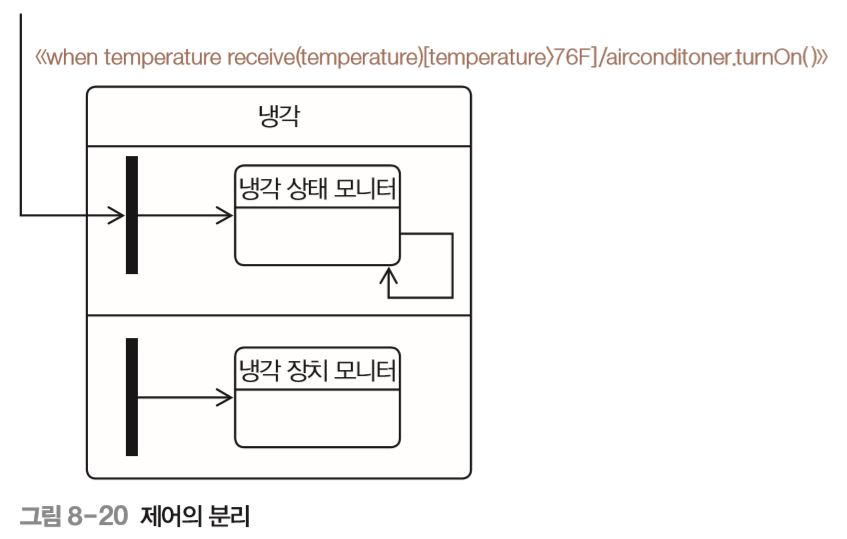 《when temperature receive(temperature)[temperature〉76F]/airconditoner.turnOn( )》
냉각
냉각 상태 모니터
냉각 장치 모니터
그림 8-20 제어의 분리